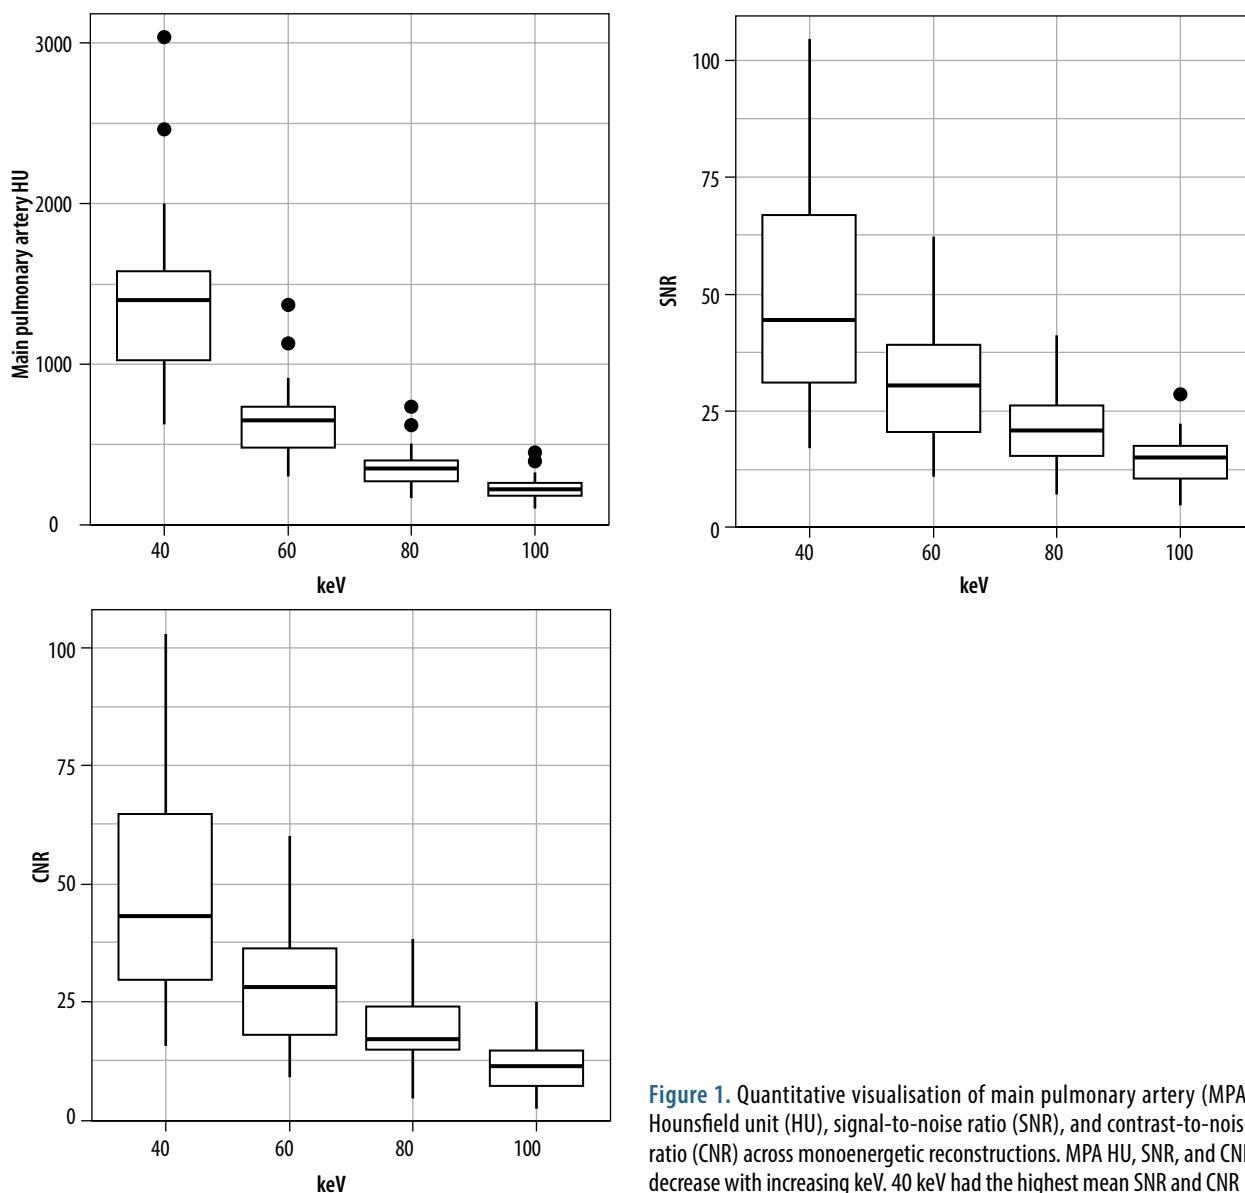 3000
2000
1000
0
Main pulmonary artery HU
40 60 80 100
keV
100
75
50
25
0
SNR
40 60 80 100
keV
100
75
50
25
0
CNR
40 60 80 100
keV
Figure 1. Quantitative visualisation of main pulmonary artery (MPA
Hounsfield unit (HU), signal-to-noise ratio (SNR), and contrast-to-noise
ratio (CNR) across monoenergetic reconstructions. MPA HU, SNR, and CNR
decrease with increasing keV. 40 keV had the highest mean SNR and CNR